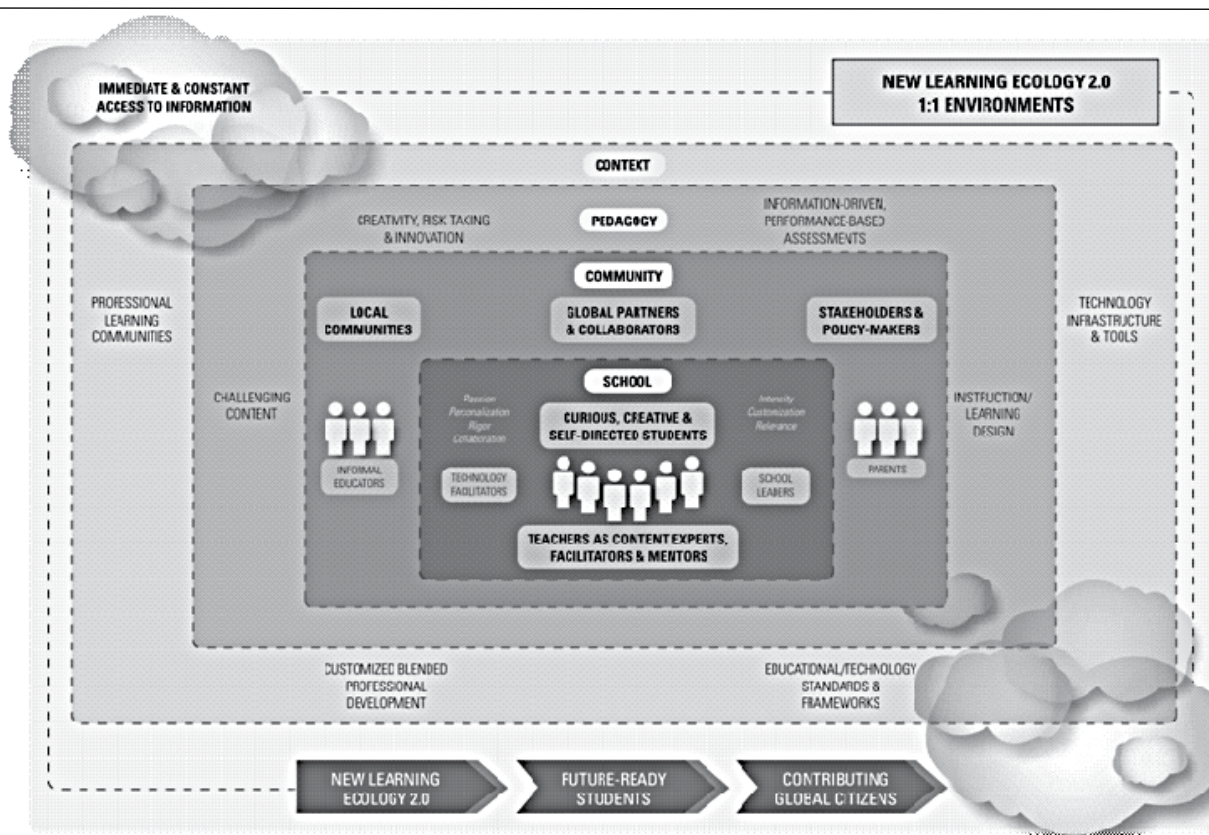 IMMEDIATE & CONSTANT
ACCESS TO INFORMATION
NEW LEARNING ECOLOGY 2.0
1:1 ENVIRONMENTS
CONTEXT
CREATIVITY, RISK TAKING
& INNOVATION
PEDAGOGY
INFORMATION-DRIVEN,
PERFORMANCE-BASED
ASSESSMENTS
COMMUNITY
PROFESSIONAL
LEARNING
COMMUNITIES
LOCAL
COMMUNITIES
GLOBAL PARTNERS
& COLLABORATORS
STAKEHOLDERS &
POLICY-MAKERS
TECHNOLOGY
INFRASTRUCTURE
& TOOLS
SCHOOL
CHALLENGING
CONTENT
Passion
Personalization
Rigor
Collaboration
CURIOUS, CREATIVE &
SELF-DIRECTED STUDENTS
Intensity
Customization
Relevance
INSTRUCTION/
LEARNING
DESIGN
INFORMAL
EDUCATORS
TECHNOLOGY
FACILITATORS
SCHOOL
LEADERS
PARENTS
TEACHERS AS CONTENT EXPERTS,
FACILITATORS & MENTORS
CUSTOMIZED BLENDED
PROFESSIONAL
DEVELOPMENT
EDUCATIONAL/TECHNOLOGY
STANDARDS &
FRAMEWORKS
NEW LEARNING
ECOLOGY 2.0
FUTURE-READY
STUDENTS
CONTRIBUTING
GLOBAL CITIZENS